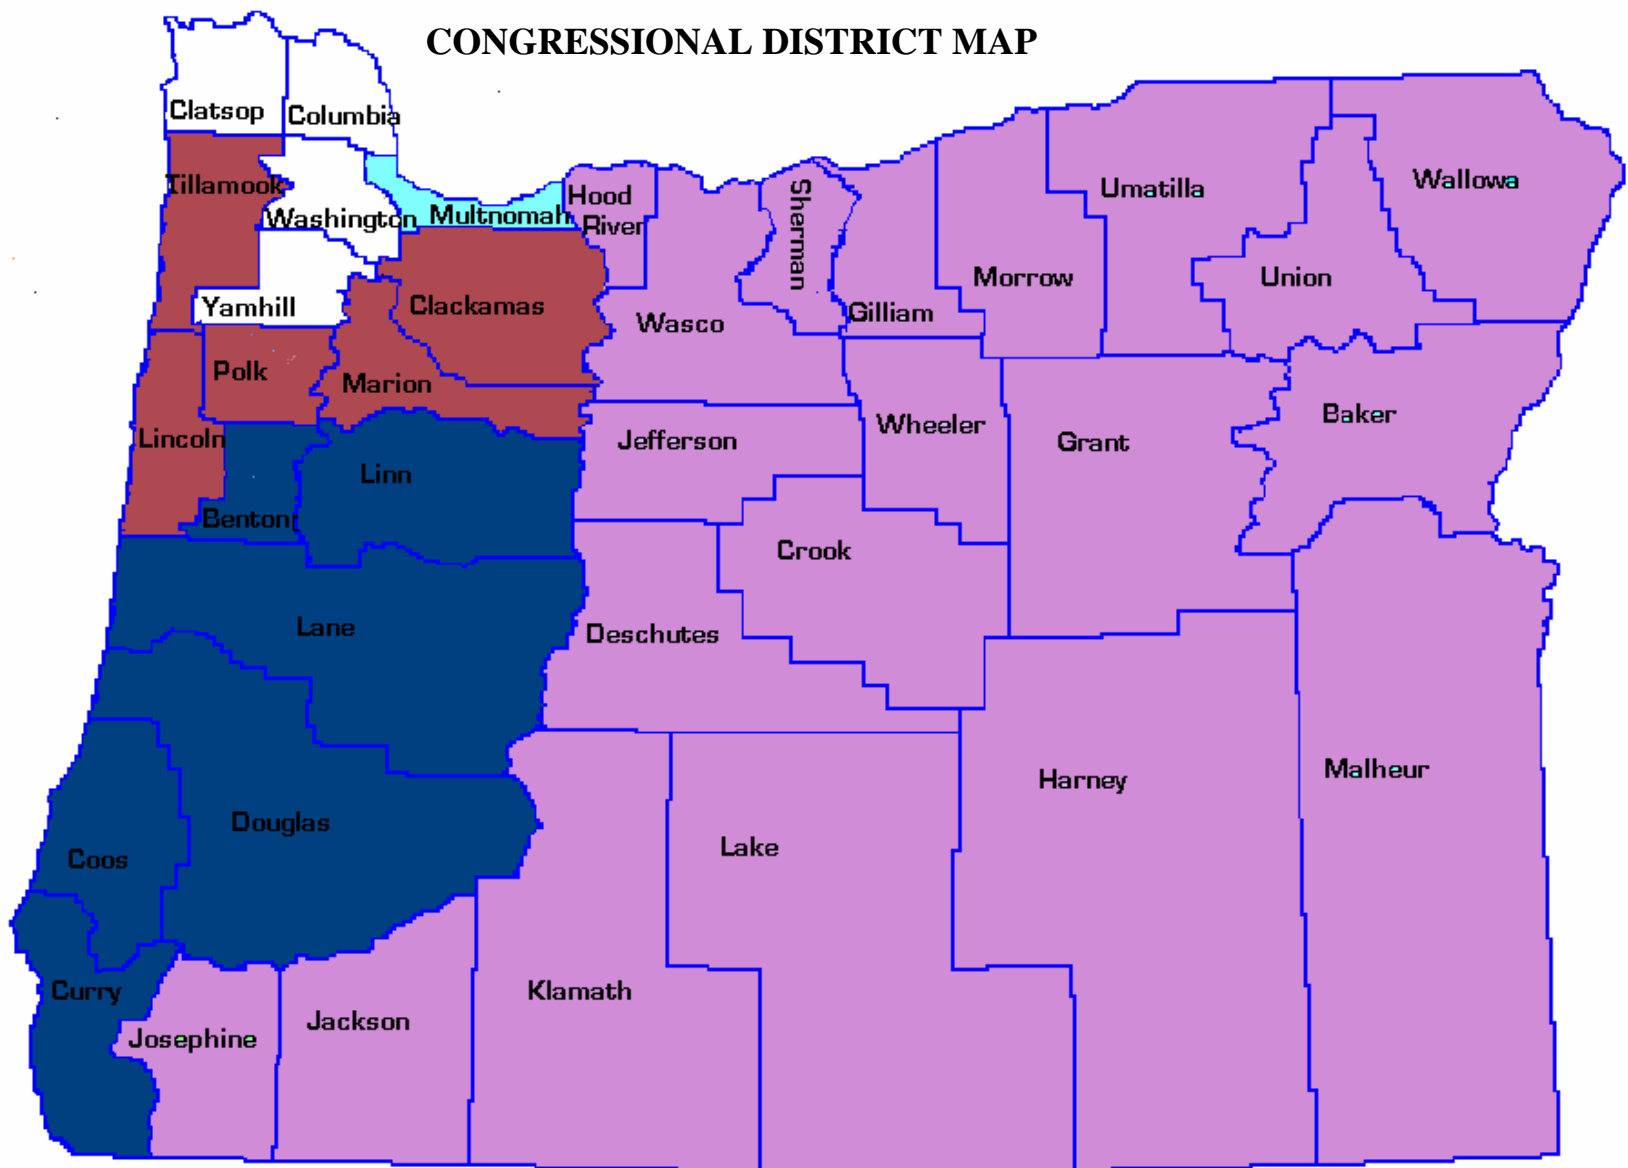 CONGRESSIONAL DISTRICT MAP
Clatsop
Columbia
Tillamook
Washington
Multnomah
Hood
River
Sherman
Umatilla
Wallowa
Yamhill
Clackamas
Wasco
Gilliam
Morrow
Union
Polk
Marion
Lincoln
Linn
Jefferson
Wheeler
Grant
Baker
Benton
Crook
Lane
Deschutes
Douglas
Coos
Lake
Harney
Malheur
Curry
Josephine
Jackson
Klamath